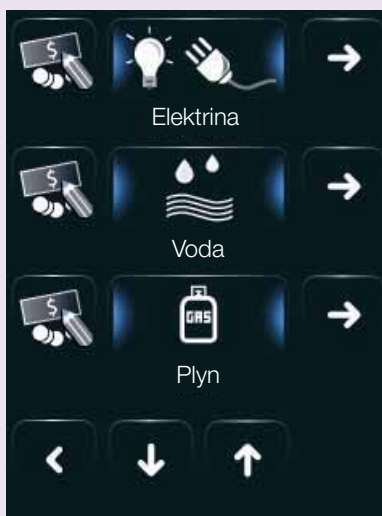 $
Elektrina
$
Voda
$
GAS
Plyn